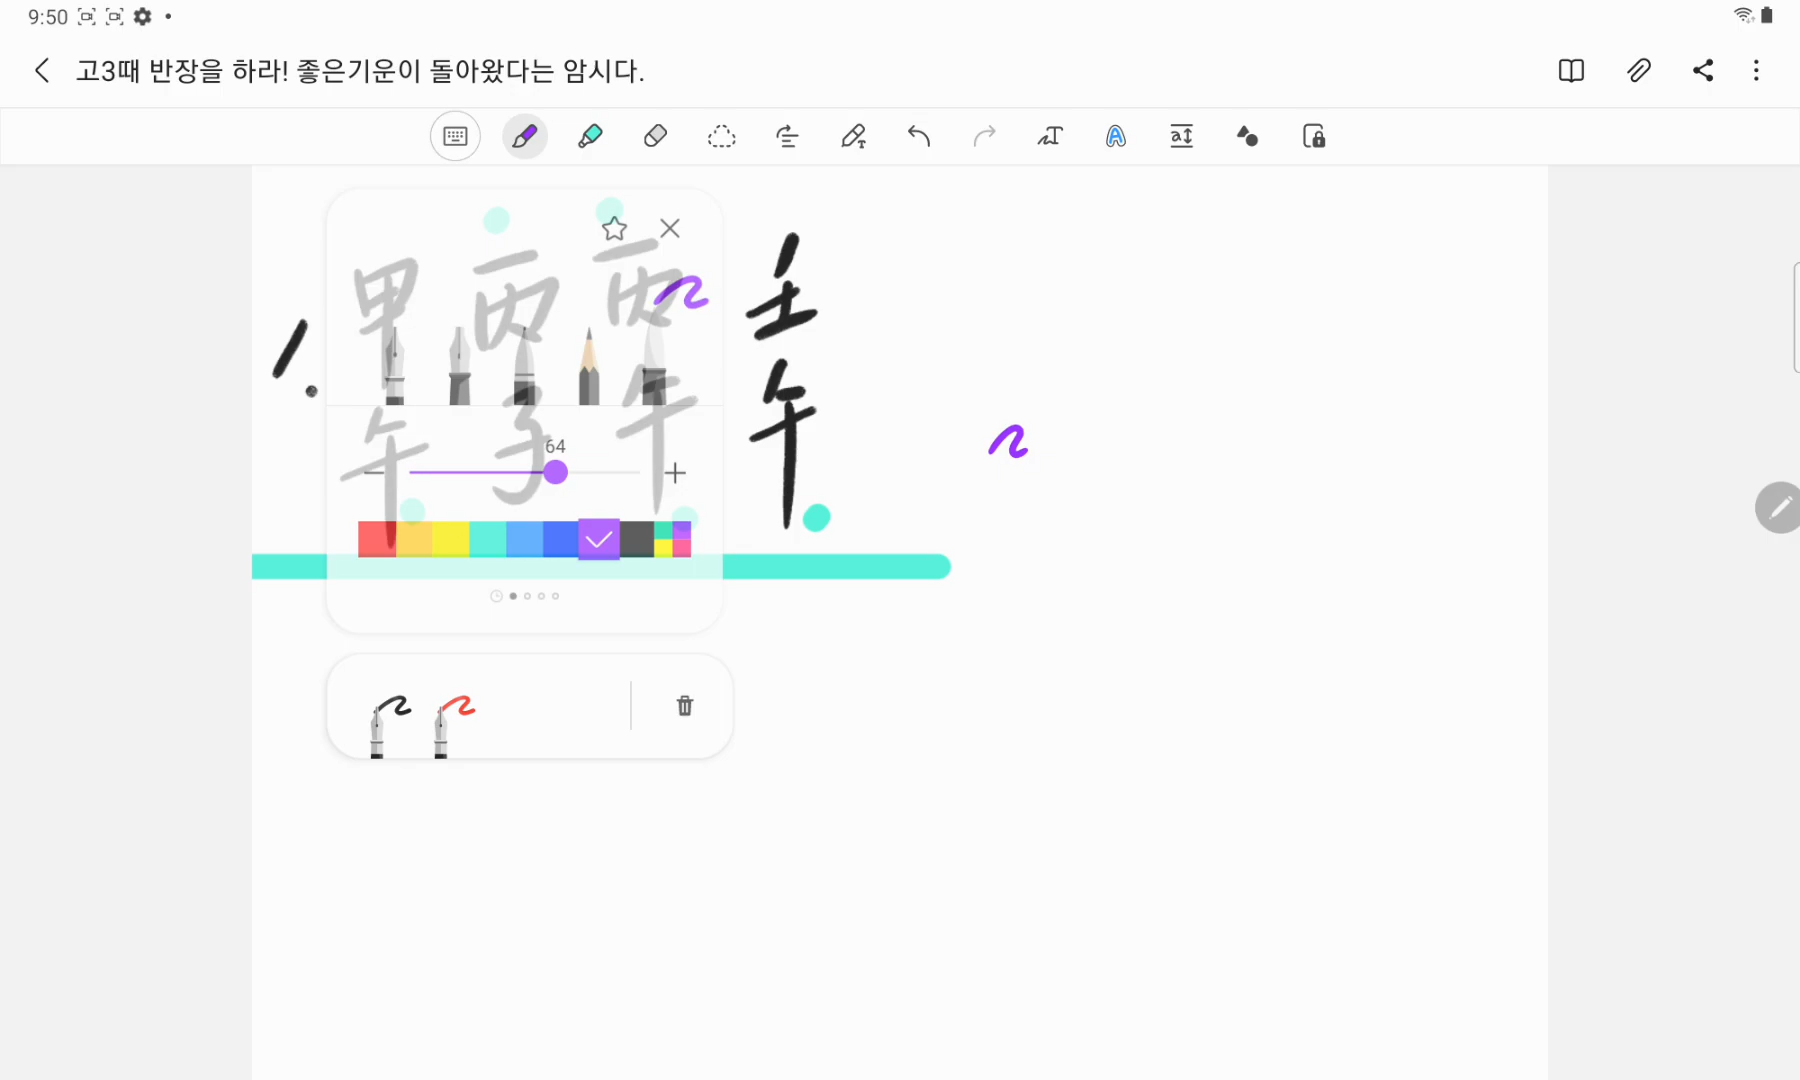 9:50
고3때 반장을 하라! 좋은기운이 돌아왔다는 암시다.
1. 甲 丙 丙 壬
午 子 午 午
64